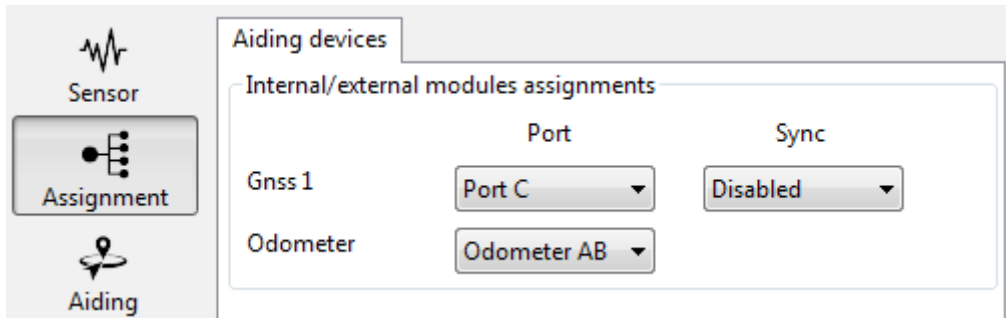 Sensor
Assignment
Aiding
Aiding devices
Internal/external modules assignments
Port Sync
Gnss 1 Port C Disabled
Odometer Odometer AB